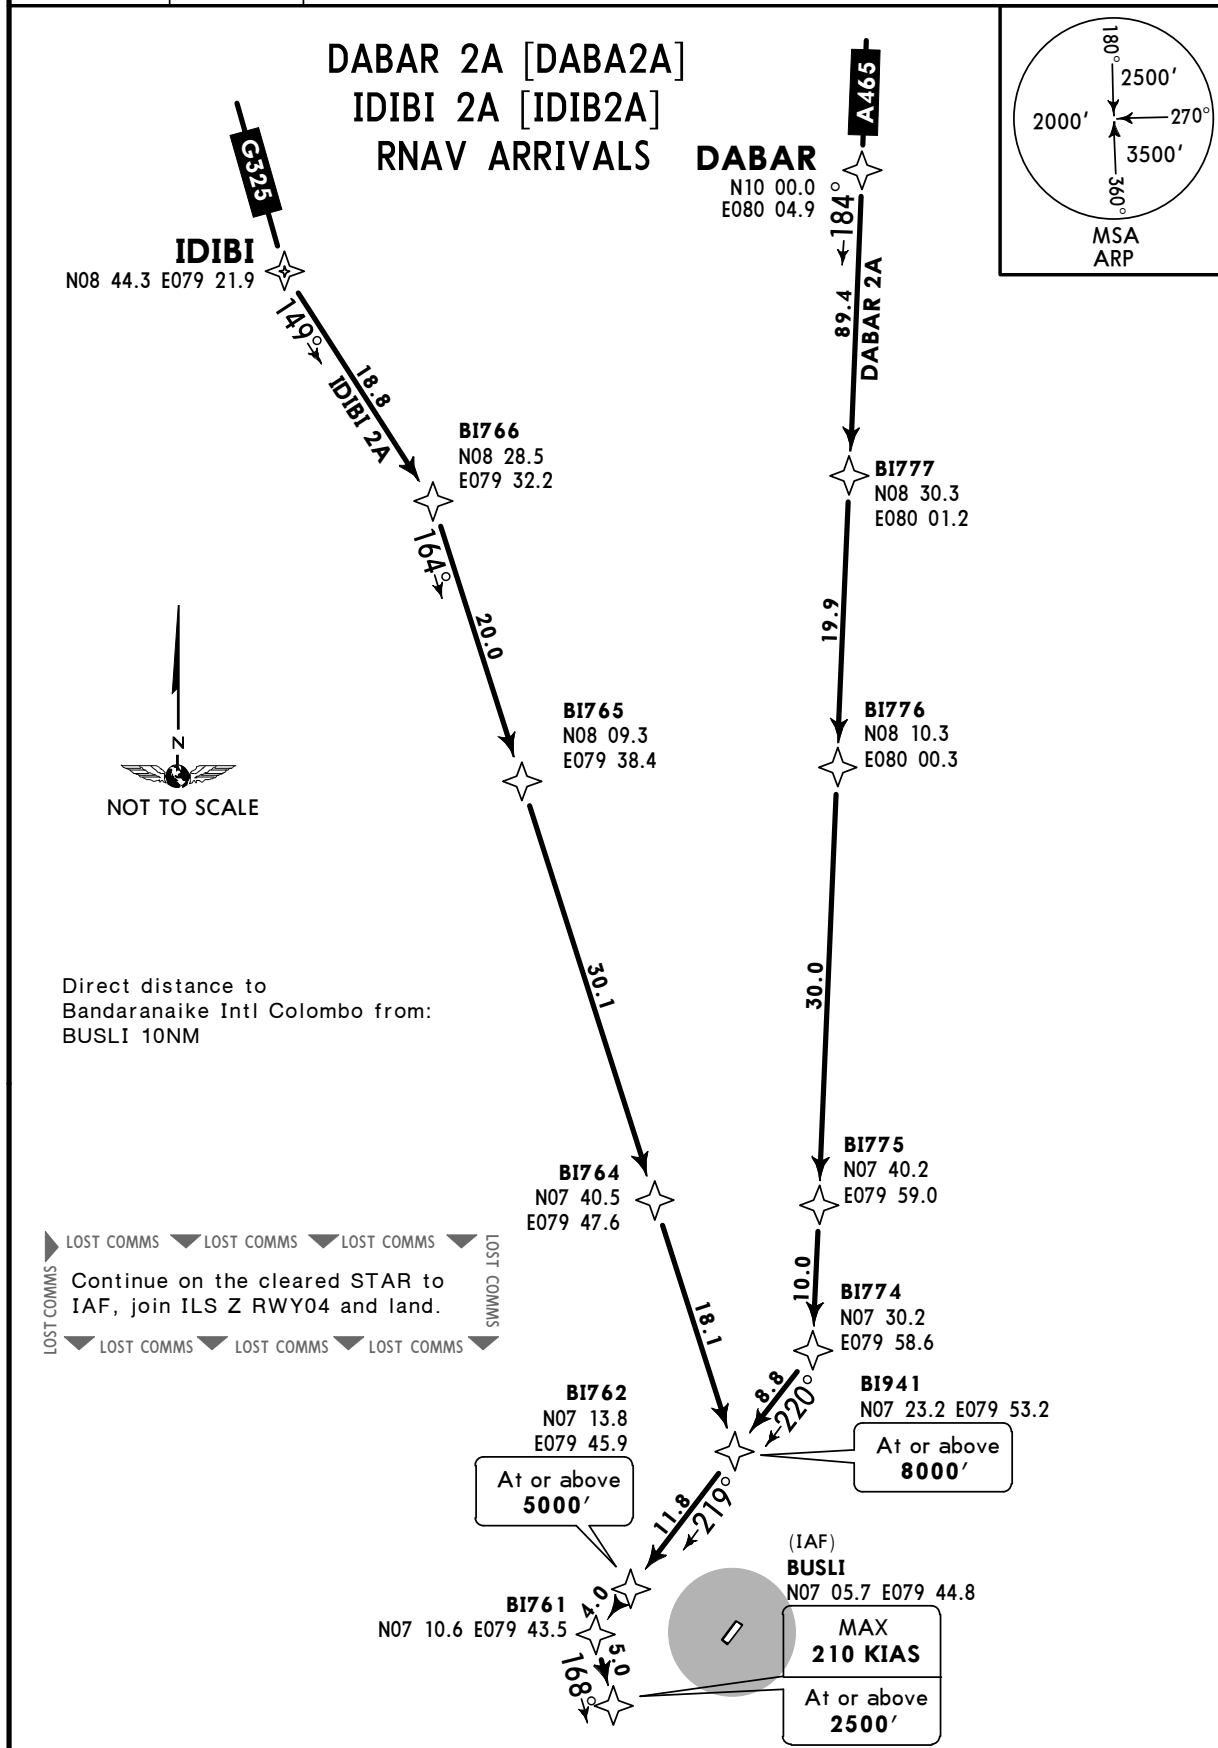 DABAR 2A [DABA2A]
IDIBI 2A [IDIB2A]
RNAV ARRIVALS
180°
2500'
2000'
270°
3500'
360°
MSA
ARP
A465
DABAR
N10 00.0
E080 04.9
184°
89.4
DABAR 2A
G325
IDIBI
N08 44.3 E079 21.9
149°
18.8
IDIBI 2A
BI766
N08 28.5
E079 32.2
164°
20.0
BI777
N08 30.3
E080 01.2
19.9
BI765
N08 09.3
E079 38.4
BI776
N08 10.3
E080 00.3
N
NOT TO SCALE
30.1
30.0
Direct distance to
Bandaranaike Intl Colombo from:
BUSLI 10NM
BI764
N07 40.5
E079 47.6
BI775
N07 40.2
E079 59.0
LOST COMMS LOST COMMS LOST COMMS
LOST COMMS
LOST COMMS
Continue on the cleared STAR to
IAF, join ILS Z RWY04 and land.
LOST COMMS LOST COMMS LOST COMMS
18.1
10.0
BI774
N07 30.2
E079 58.6
8.8
220°
BI941
N07 23.2 E079 53.2
At or above
8000'
BI762
N07 13.8
E079 45.9
At or above
5000'
11.8
219°
(IAF)
BUSLI
N07 05.7 E079 44.8
MAX
210 KIAS
At or above
2500'
BI761
N07 10.6 E079 43.5
4.0
5.0
168°